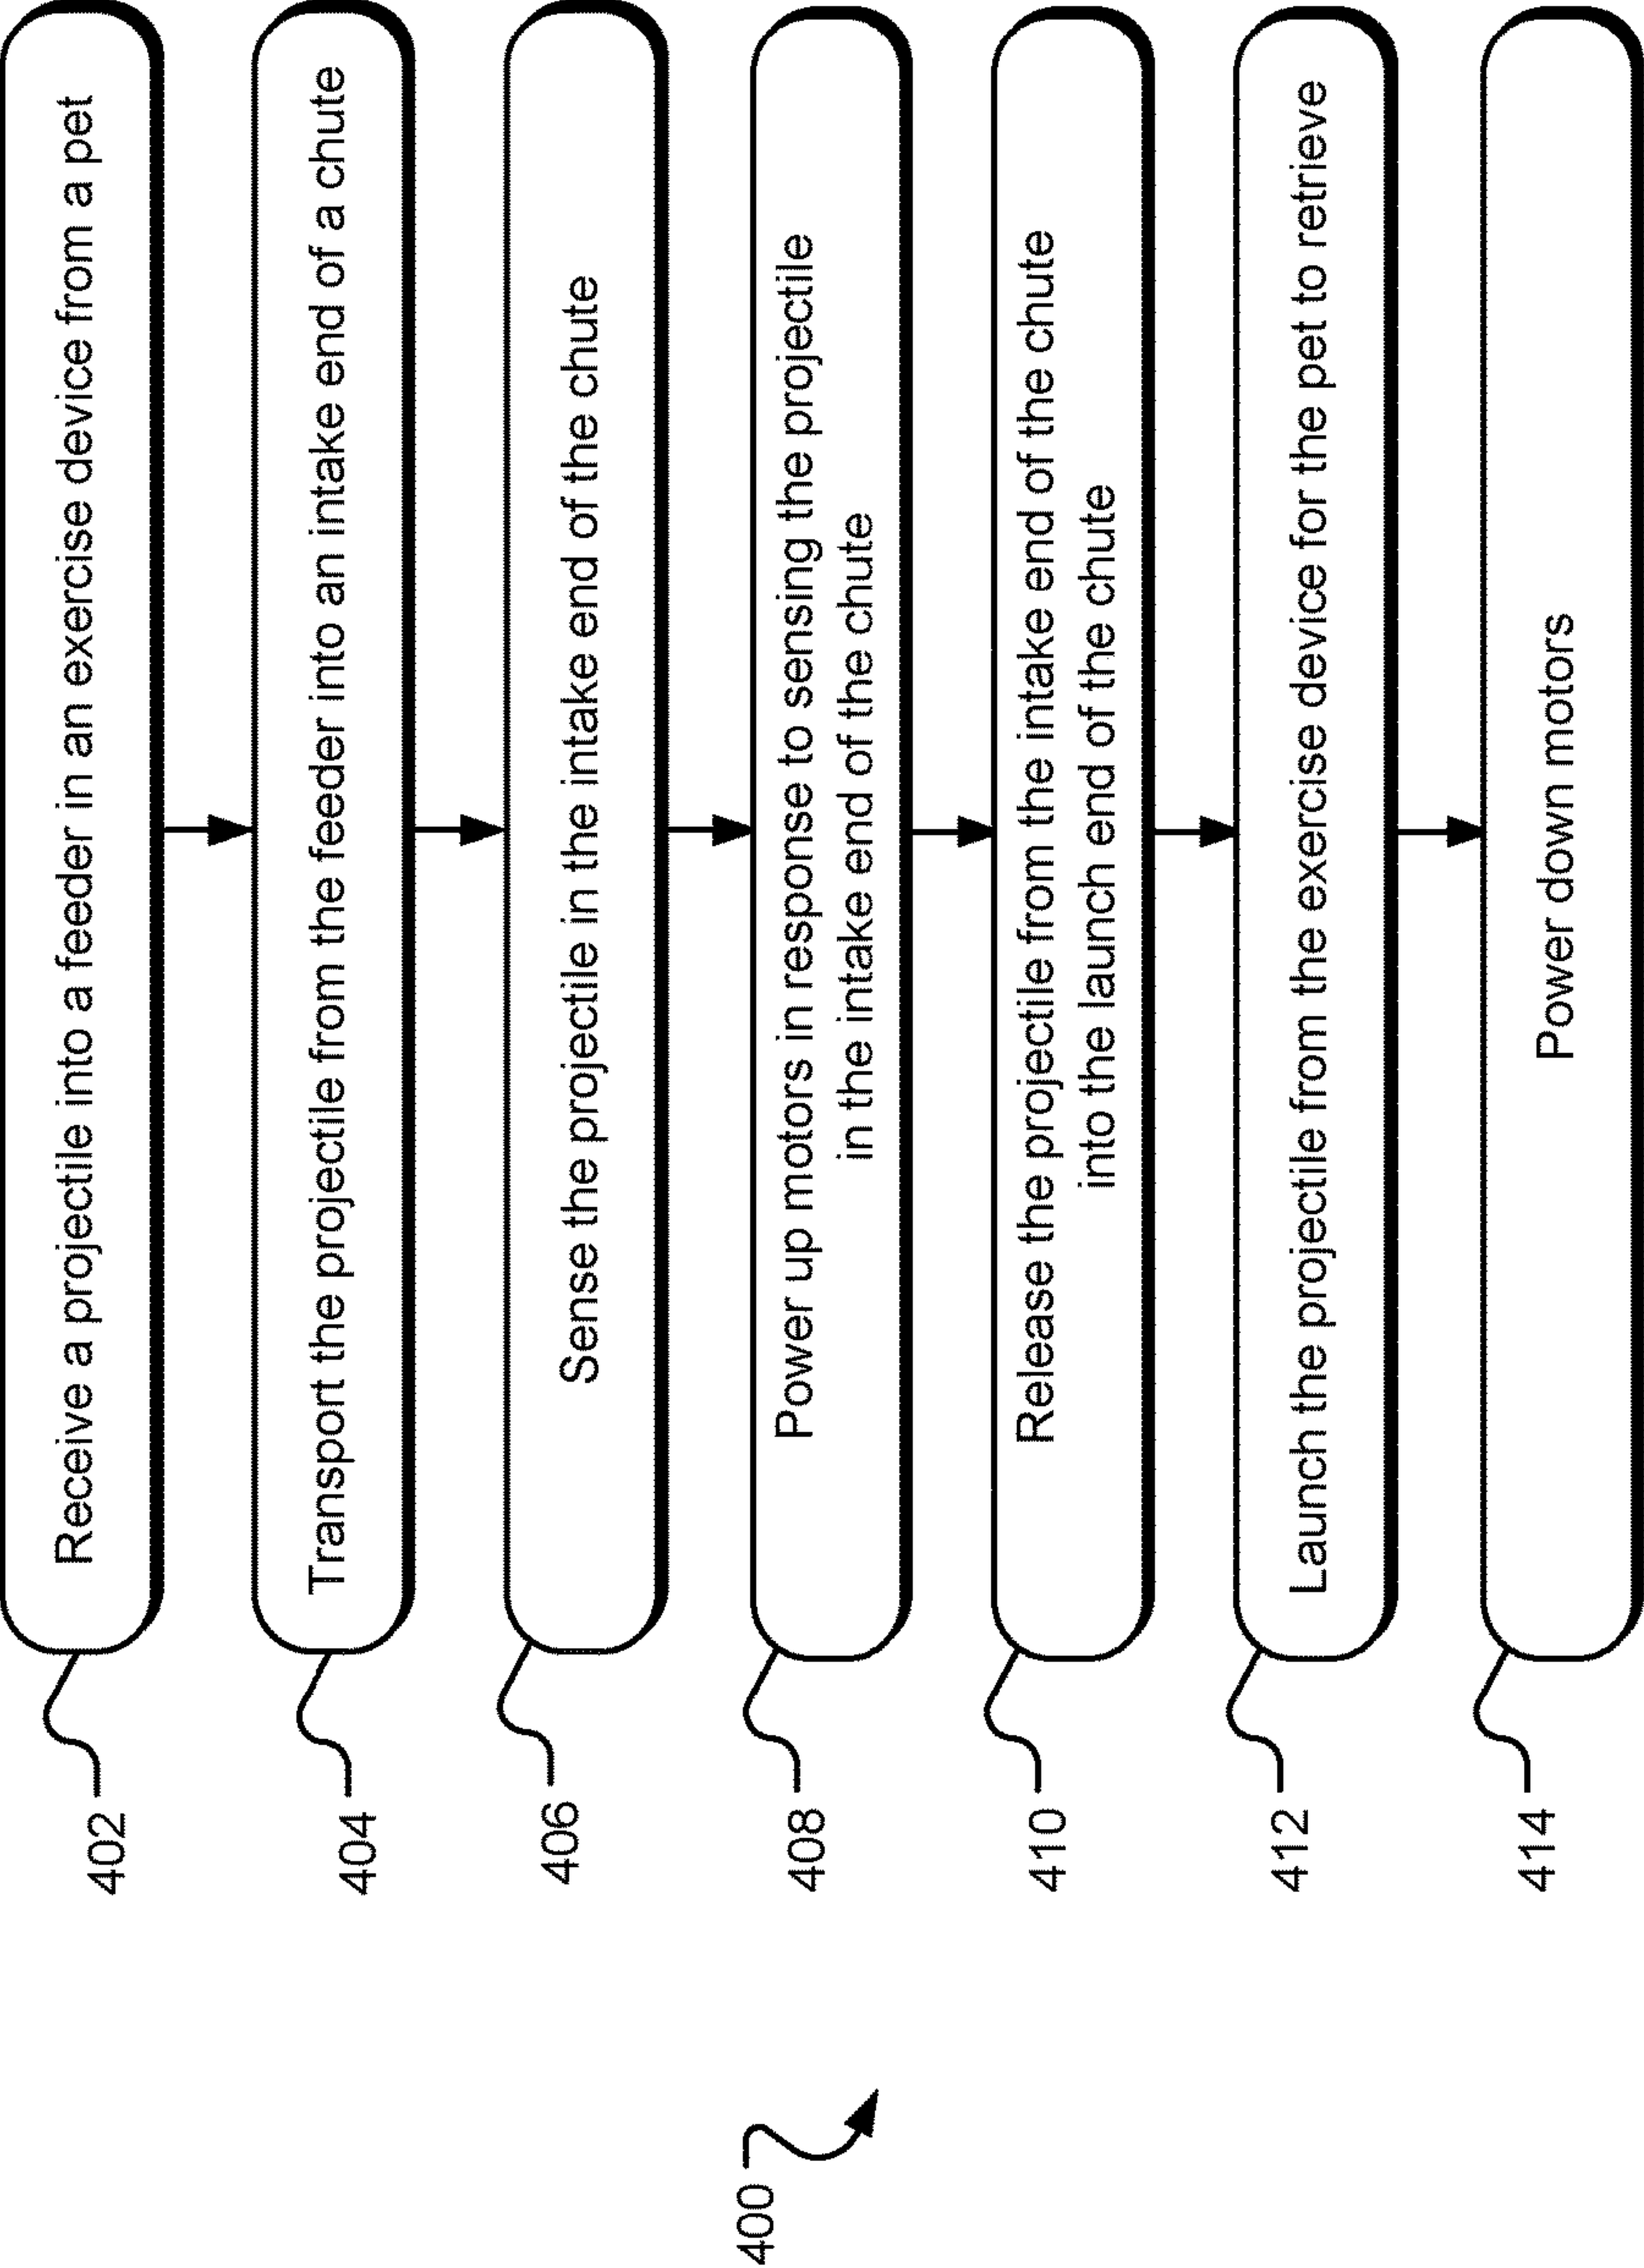 400
402
Receive a projectile into a feeder in an exercise device from a pet
404
Transport the projectile from the feeder into an intake end of a chute
406
Sense the projectile in the intake end of the chute
408
Power up motors in response to sensing the projectile
in the intake end of the chute
410
Release the projectile from the intake end of the chute
into the launch end of the chute
412
Launch the projectile from the exercise device for the pet to retrieve
414
Power down motors